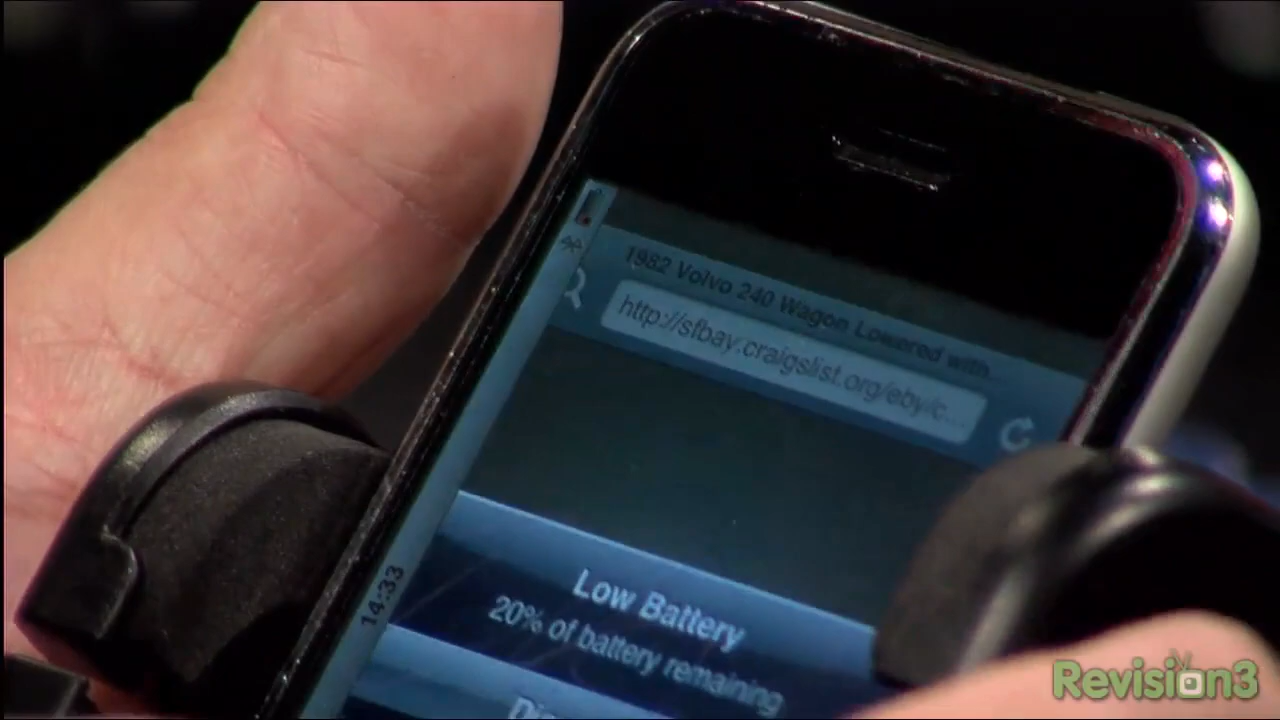 1982 Volvo 240 Wagon Lowered with...
http://sfbay.craigslist.org/eby/c...
Low Battery
20% of battery remaining
14:33
Revision3